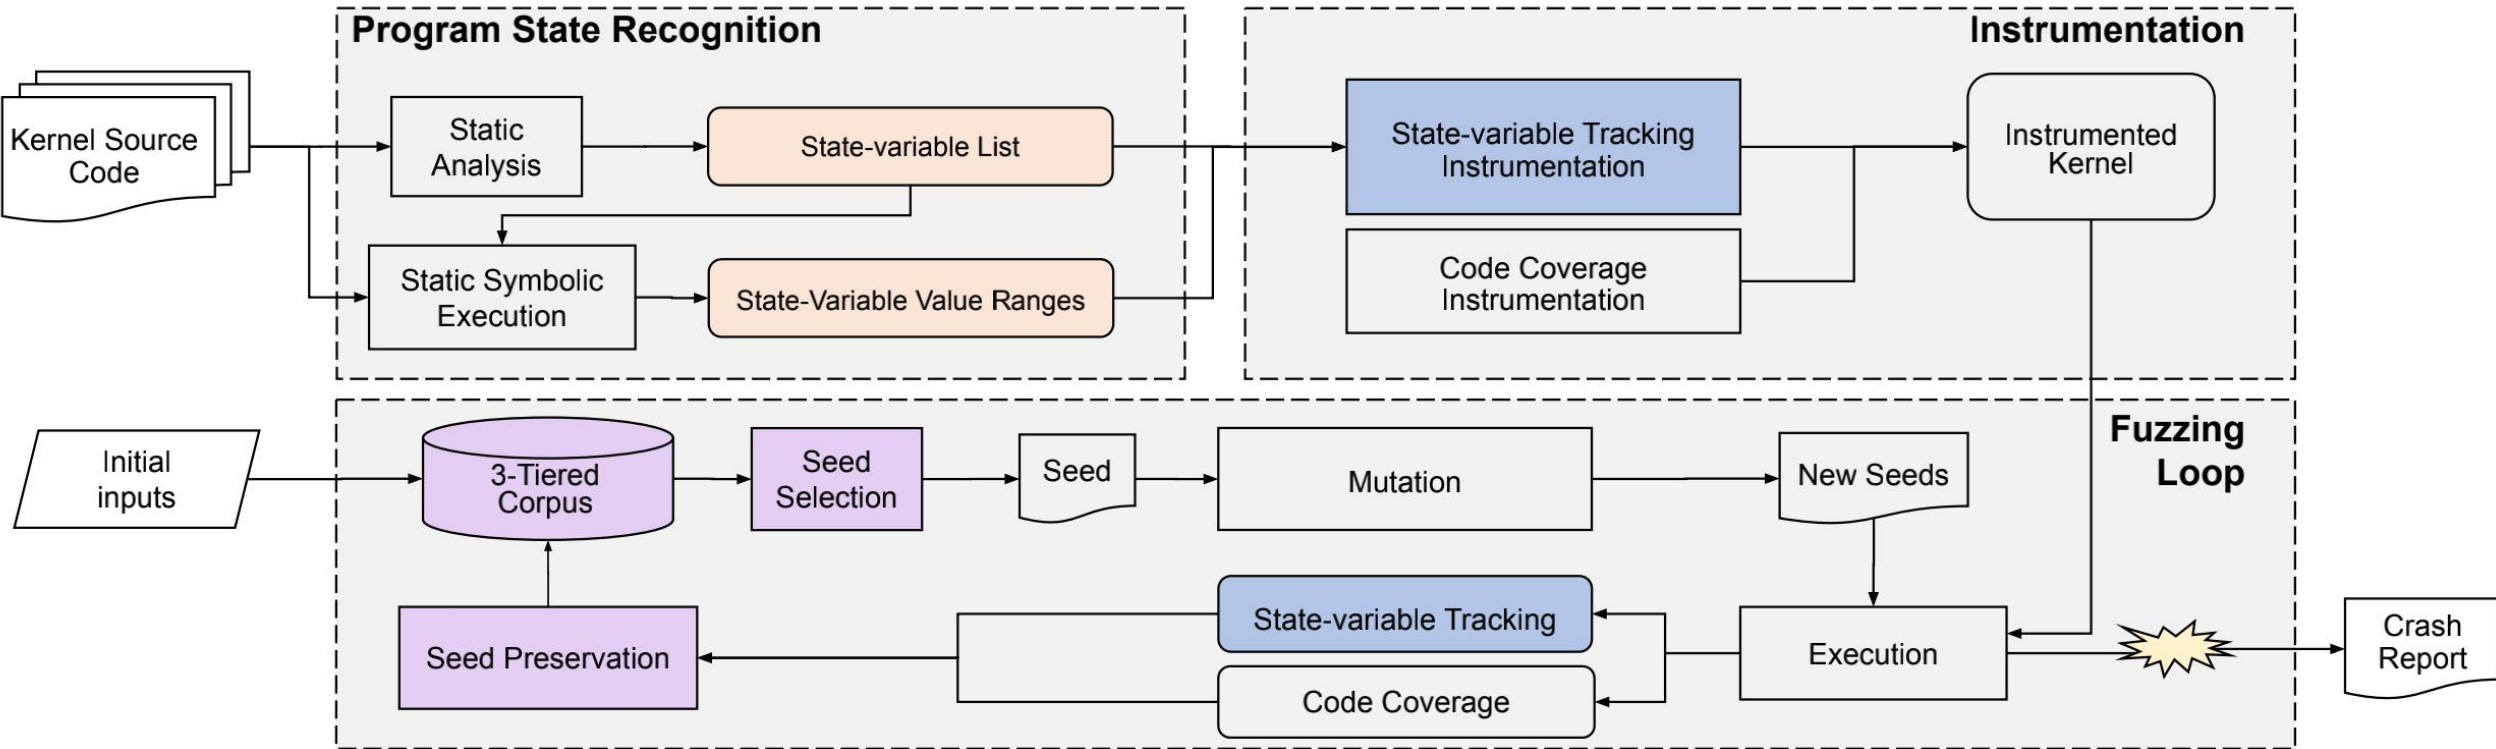 Program State Recognition
Instrumentation
Kernel Source
Code
Static
Analysis
State-variable List
State-variable Tracking
Instrumentation
Instrumented
Kernel
Static Symbolic
Execution
State-Variable Value Ranges
Code Coverage
Instrumentation
Fuzzing
Loop
Initial
inputs
3-Tiered
Corpus
Seed
Selection
Seed
Mutation
New Seeds
State-variable Tracking
Seed Preservation
Code Coverage
Execution
Crash
Report